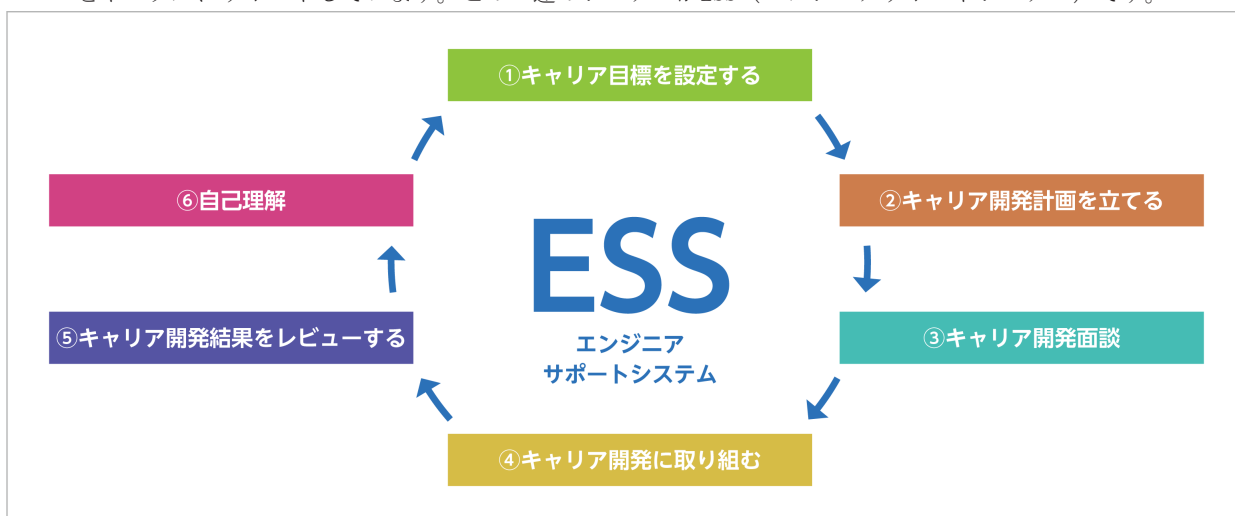 ①キャリア目標を設定する
⑥自己理解
②キャリア開発計画を立てる
ESS
エンジニア
サポートシステム
⑤キャリア開発結果をレビューする
③キャリア開発面談
④キャリア開発に取り組む